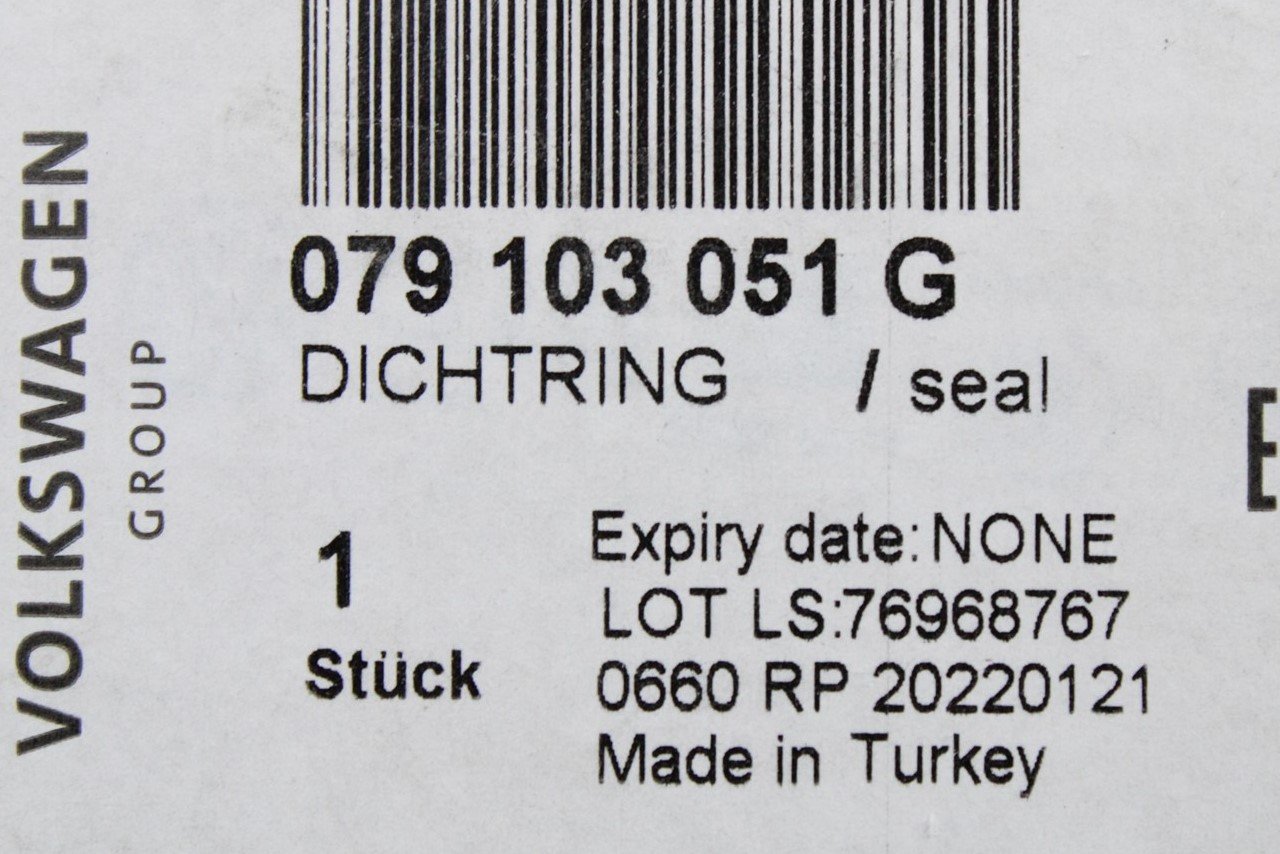 VOLKSWAGEN
GROUP
079 103 051 G
DICHTRING / seal
1
Stück
Expiry date: NONE
LOT LS:76968767
0660 RP 20220121
Made in Turkey
E